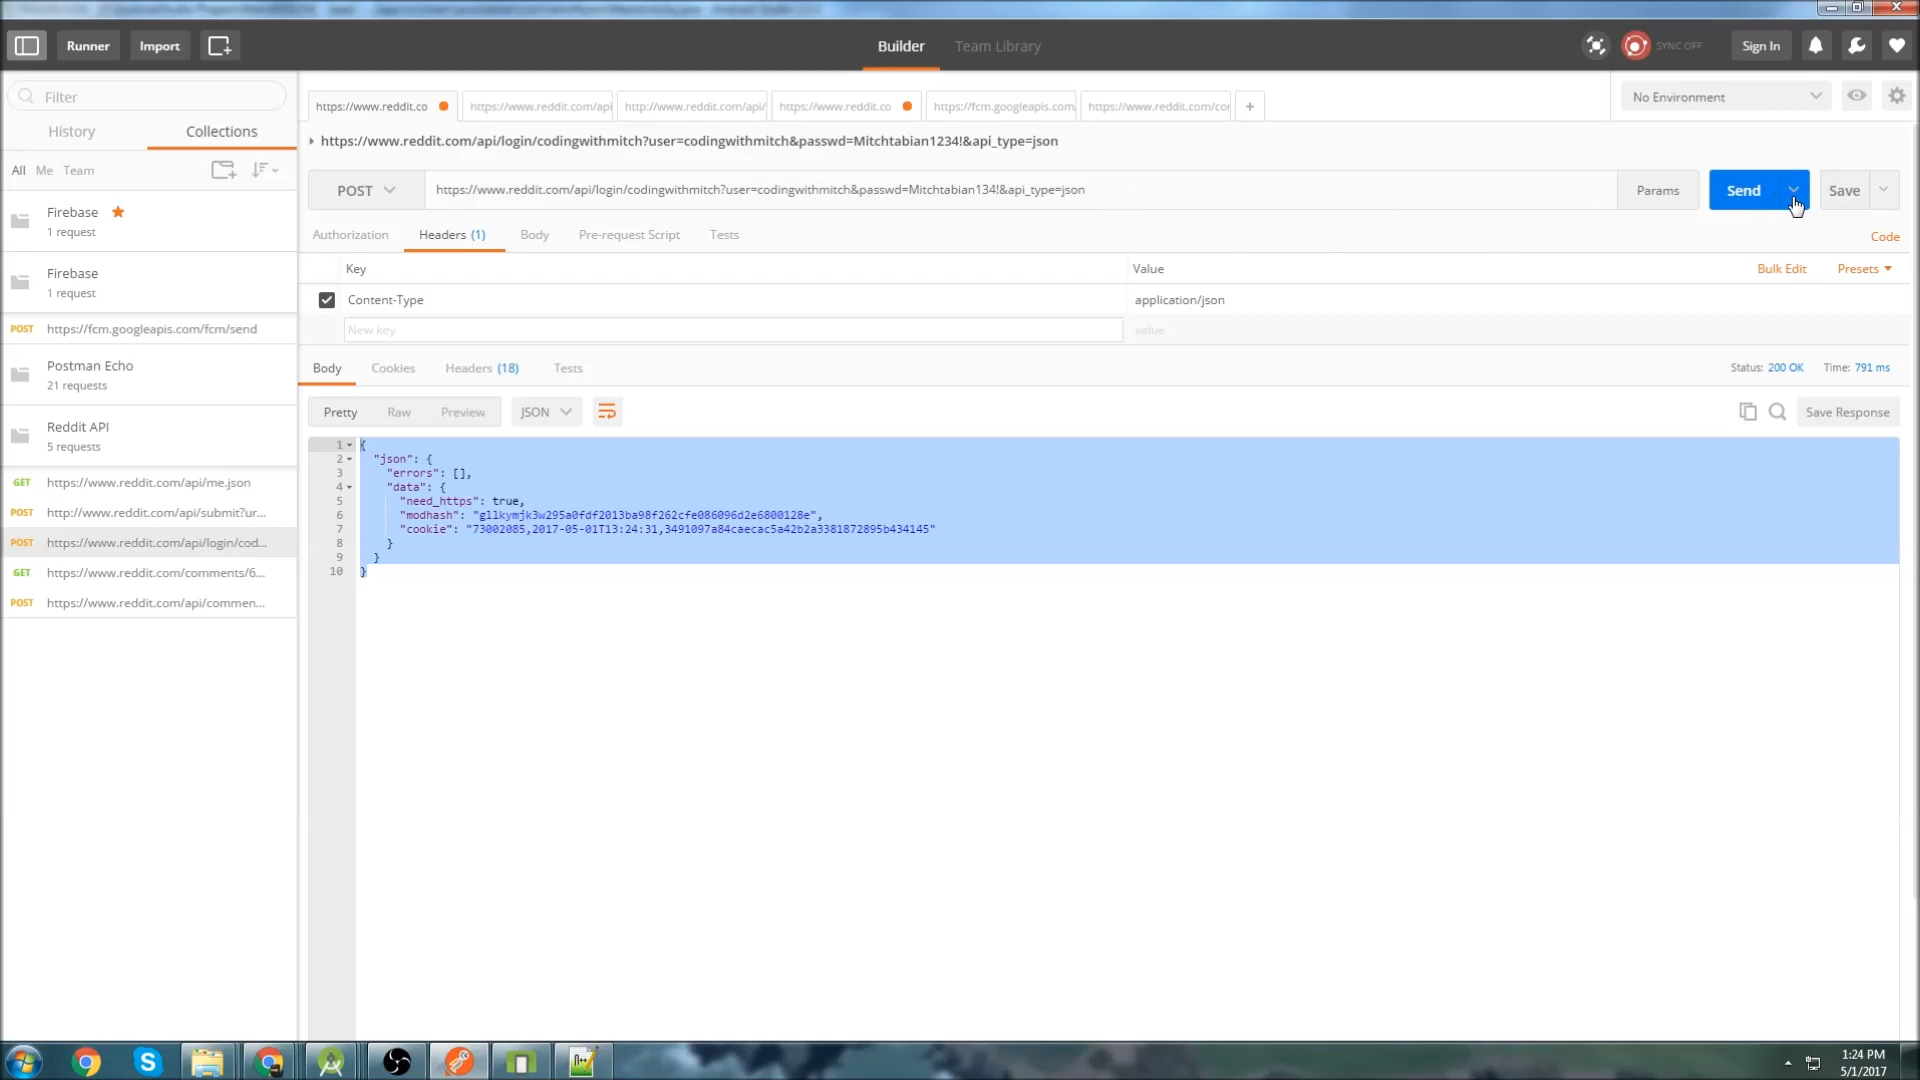 Runner
Import
Builder
Team Library
SYNC OFF
Sign In
Filter
History
Collections
All Me Team
Firebase
1 request
Firebase
1 request
POST https://fcm.googleapis.com/fcm/send
Postman Echo
21 requests
Reddit API
5 requests
GET https://www.reddit.com/api/me.json
POST http://www.reddit.com/api/submit?ur...
POST https://www.reddit.com/api/login/cod...
GET https://www.reddit.com/comments/6...
POST https://www.reddit.com/api/commen...
https://www.reddit.co
https://www.reddit.com/api
http://www.reddit.com/api/
https://www.reddit.co
https://fcm.googleapis.com
https://www.reddit.com/co
+
No Environment
https://www.reddit.com/api/login/codingwithmitch?user=codingwithmitch&passwd=Mitchtabian1234!&api_type=json
POST
https://www.reddit.com/api/login/codingwithmitch?user=codingwithmitch&passwd=Mitchtabian134!&api_type=json
Params
Send
Save
Authorization
Headers (1)
Body
Pre-request Script
Tests
Code
Key
Value
Bulk Edit
Presets
Content-Type
application/json
New key
value
Body
Cookies
Headers (18)
Tests
Status: 200 OK
Time: 791 ms
Pretty
Raw
Preview
JSON
Save Response
1 {
2 "json": {
3 "errors": [],
4 "data": {
5 "need_https": true,
6 "modhash": "gllkymjk3w295a0fdf2013ba98f262cfe086096d2e6800128e",
7 "cookie": "73002085,2017-05-01T13:24:31,3491097a84caecac5a42b2a3381872895b434145"
8 }
9 }
10 }
1:24 PM
5/1/2017